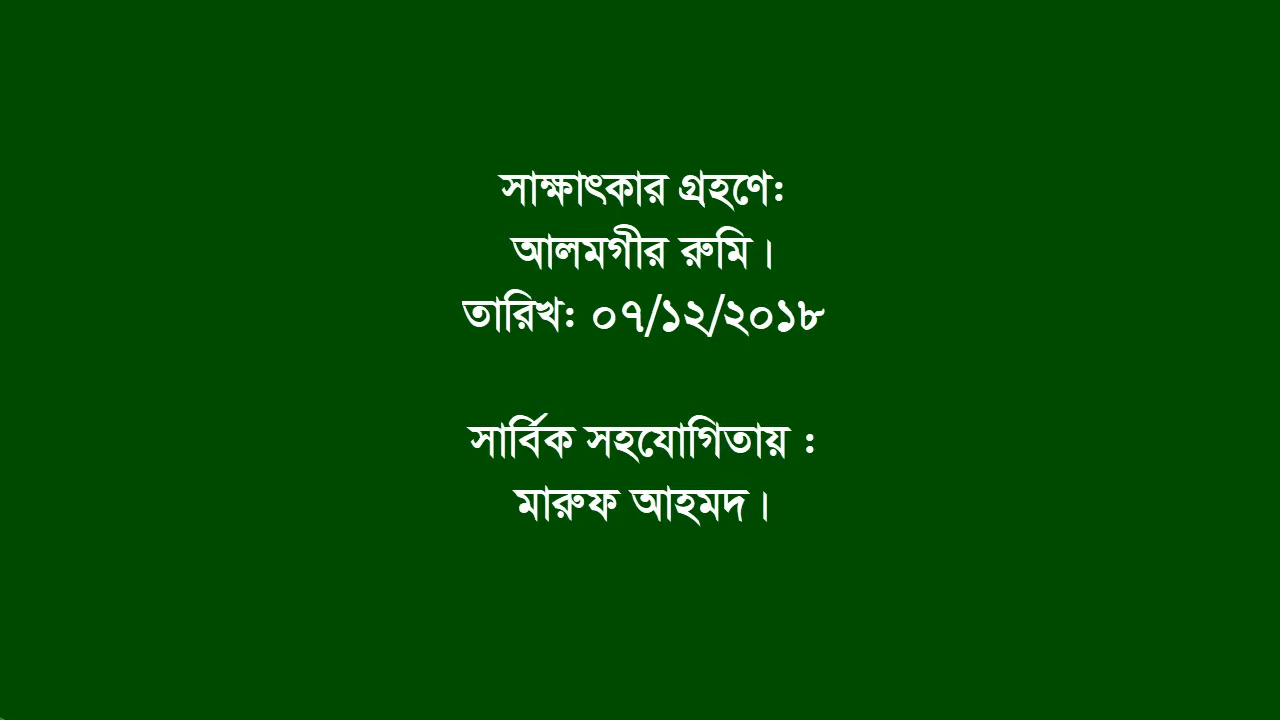 সাক্ষাৎকার গ্রহণে:
আলমগীর রুমি।
তারিখ: ০৭/১২/২০১৮
সার্বিক সহযোগিতায় :
মারুফ আহমদ।